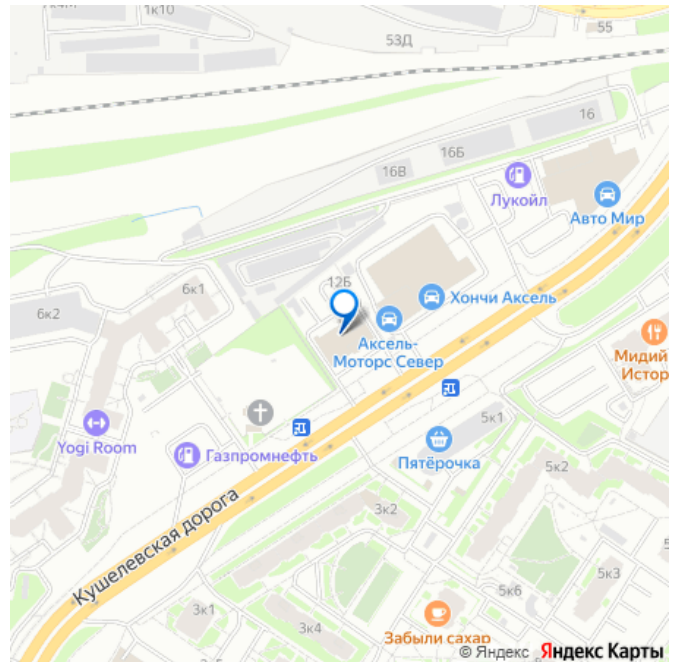 1к10
53Д
55
16
16Б
16В
Лукойл
Авто Мир
12Б
6к1
6к2
Хончи Аксель
Аксель-
Моторс Север
Мидий
Истор
5к1
Yogi Room
Газпромнефть
Пятёрочка
5к2
3к2
Кушелевская дорога
5к3
5к6
3к1
3к4
Забыли сахар
© Яндекс Яндекс Карты